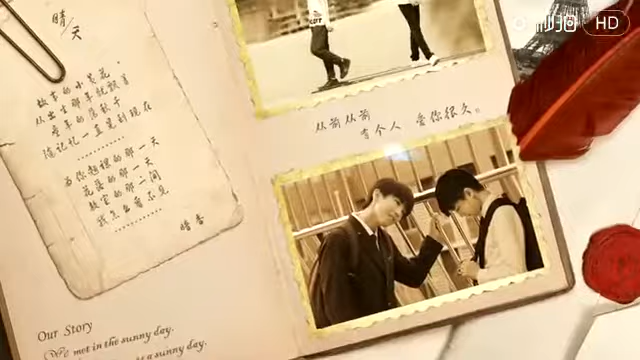 秒拍 HD
晴/天
故事的小黄花,
从出生那年就飘着
童年的荡秋千
随记忆一直晃到现在
为你翘课的那一天
花落的那一天
教室的那一间
我怎么看不见
从前从前
有个人 爱你很久。
Our Story
We met in the sunny day.
a sunny day.